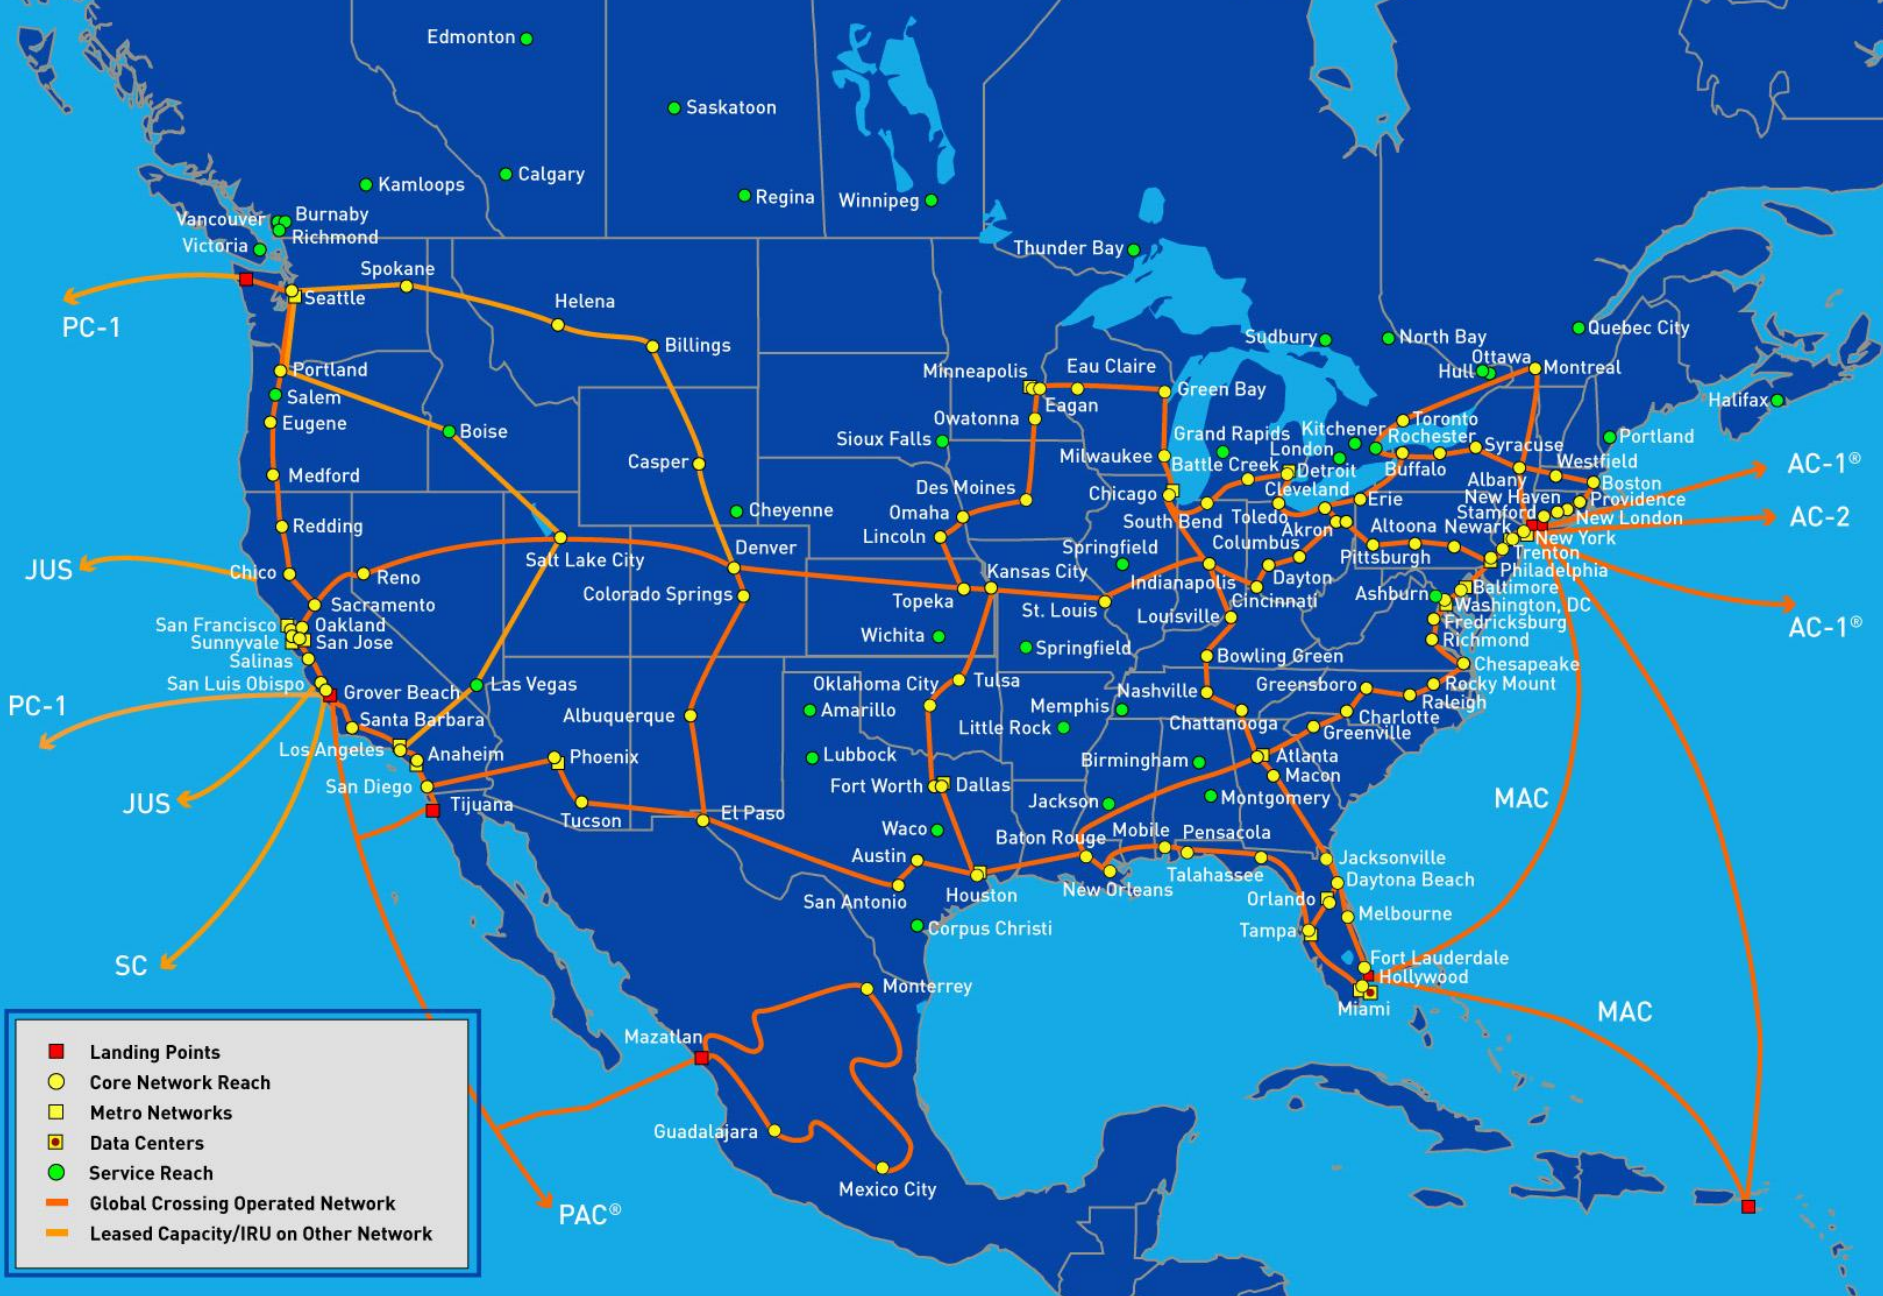 Edmonton
Saskatoon
Kamloops
Calgary
Regina
Winnipeg
Vancouver
Burnaby
Richmond
Victoria
Thunder Bay
Spokane
Seattle
Helena
PC-1
Billings
Sudbury
North Bay
Quebec City
Ottawa
Hull
Montreal
Portland
Minneapolis
Eau Claire
Green Bay
Salem
Eagan
Halifax
Eugene
Boise
Owatonna
Sioux Falls
Grand Rapids
Kitchener
Toronto
Rochester
Syracuse
Portland
London
Casper
Milwaukee
Battle Creek
Detroit
Buffalo
Westfield
Albany
AC-1®
Medford
Des Moines
Chicago
Cleveland
Erie
Boston
New Haven
Providence
Stamford
New London
Cheyenne
Omaha
South Bend
Toledo
Akron
Altoona
Newark
AC-2
Redding
Lincoln
Salt Lake City
Denver
Springfield
Columbus
Pittsburgh
New York
Trenton
Philadelphia
JUS
Chico
Reno
Kansas City
Colorado Springs
Topeka
Indianapolis
Dayton
Cincinnati
Ashburn
Baltimore
Washington, DC
Sacramento
St. Louis
Louisville
Fredricksburg
AC-1®
San Francisco
Oakland
Sunnyvale
San Jose
Wichita
Springfield
Richmond
Salinas
Bowling Green
Chesapeake
San Luis Obispo
Grover Beach
Las Vegas
Oklahoma City
Tulsa
Nashville
Greensboro
Rocky Mount
Raleigh
PC-1
Santa Barbara
Albuquerque
Amarillo
Little Rock
Memphis
Chattanooga
Charlotte
Greenville
Los Angeles
Anaheim
Phoenix
Lubbock
Birmingham
Atlanta
Macon
San Diego
Fort Worth
Dallas
Jackson
Montgomery
MAC
JUS
Tijuana
Tucson
El Paso
Waco
Baton Rouge
Mobile
Pensacola
Austin
Jacksonville
Talahassee
Daytona Beach
San Antonio
Houston
New Orleans
Orlando
Melbourne
Corpus Christi
Tampa
SC
Fort Lauderdale
Hollywood
Monterrey
Miami
MAC
Mazatlan
Guadalajara
Mexico City
PAC®
Landing Points
Core Network Reach
Metro Networks
Data Centers
Service Reach
Global Crossing Operated Network
Leased Capacity/IRU on Other Network